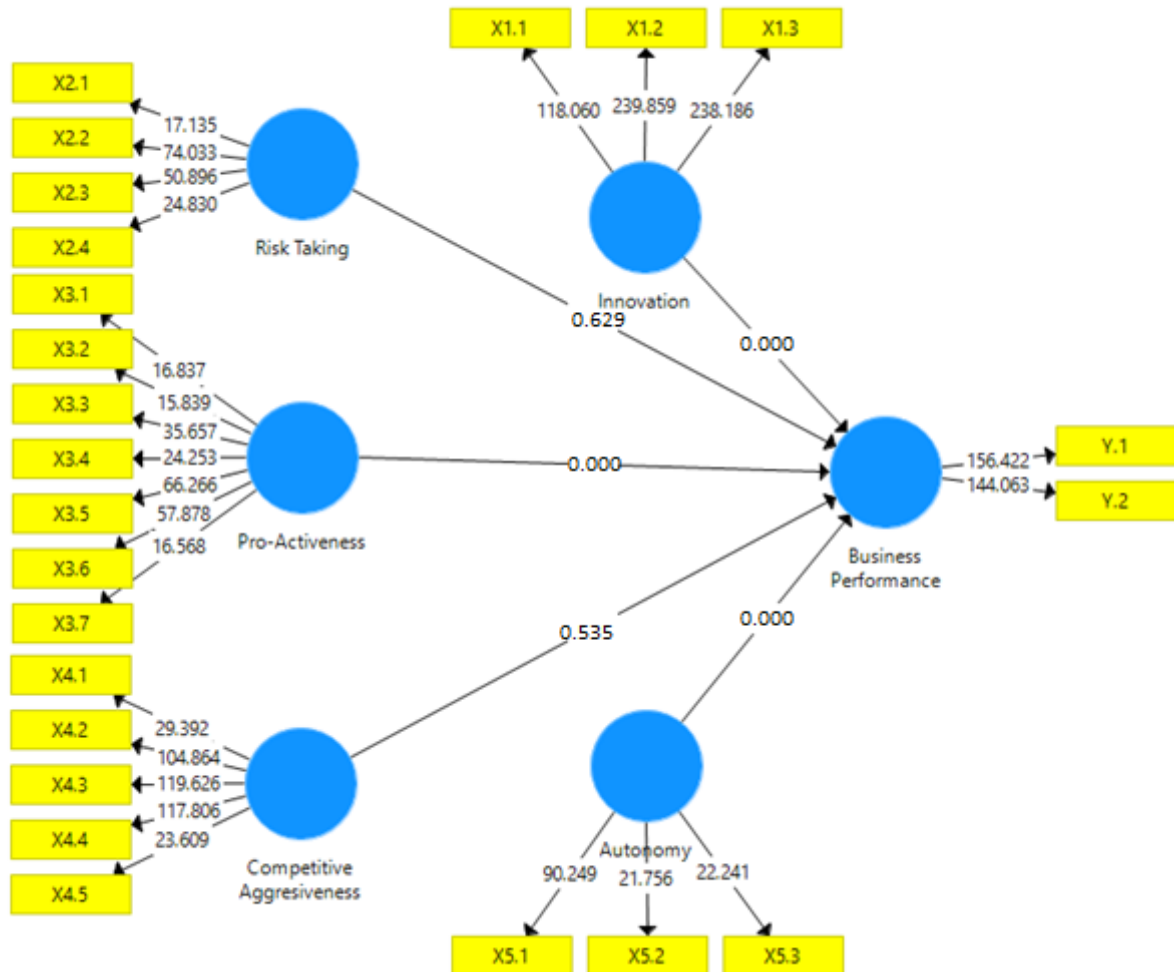 X1.1
X1.2
X1.3
118.060
239.859
238.186
X2.1
X2.2
X2.3
X2.4
17.135
74.033
50.896
24.830
Risk Taking
Innovation
0.629
0.000
X3.1
X3.2
X3.3
X3.4
X3.5
X3.6
X3.7
16.837
15.839
35.657
24.253
66.266
57.878
16.568
Pro-Activeness
0.000
Business
Performance
156.422
144.063
Y.1
Y.2
0.535
0.000
X4.1
X4.2
X4.3
X4.4
X4.5
29.392
104.864
119.626
117.806
23.609
Competitive
Aggresiveness
Autonomy
90.249
21.756
22.241
X5.1
X5.2
X5.3